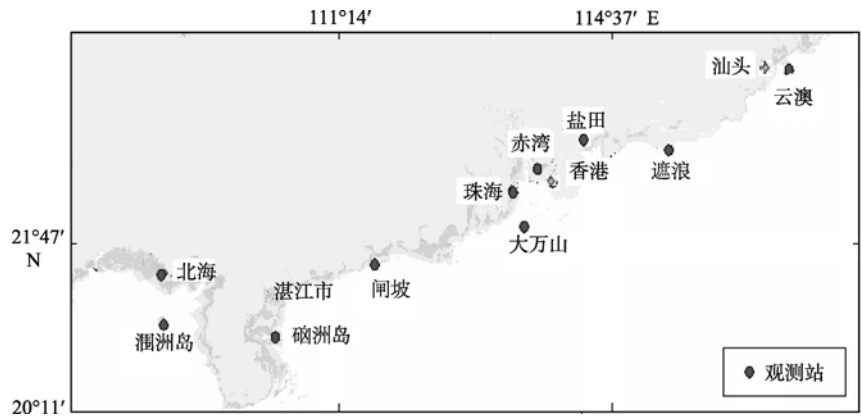 111°14′
114°37′ E
汕头
云澳
盐田
赤湾
香港
遮浪
珠海
大万山
21°47′
N
北海
湛江市
闸坡
涠洲岛
硇洲岛
观测站
20°11′